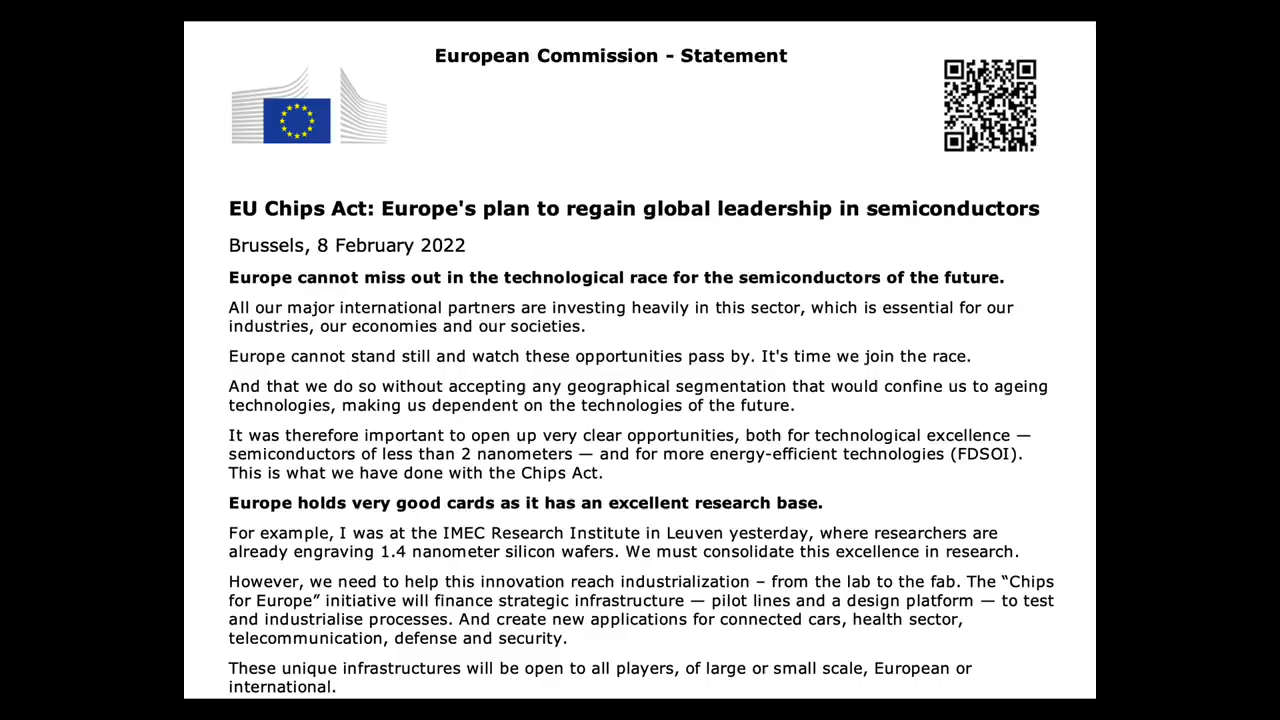 European Commission - Statement
EU Chips Act: Europe's plan to regain global leadership in semiconductors
Brussels, 8 February 2022
Europe cannot miss out in the technological race for the semiconductors of the future.
All our major international partners are investing heavily in this sector, which is essential for our
industries, our economies and our societies.
Europe cannot stand still and watch these opportunities pass by. It's time we join the race.
And that we do so without accepting any geographical segmentation that would confine us to ageing
technologies, making us dependent on the technologies of the future.
It was therefore important to open up very clear opportunities, both for technological excellence —
semiconductors of less than 2 nanometers — and for more energy-efficient technologies (FDSOI).
This is what we have done with the Chips Act.
Europe holds very good cards as it has an excellent research base.
For example, I was at the IMEC Research Institute in Leuven yesterday, where researchers are
already engraving 1.4 nanometer silicon wafers. We must consolidate this excellence in research.
However, we need to help this innovation reach industrialization – from the lab to the fab. The “Chips
for Europe” initiative will finance strategic infrastructure — pilot lines and a design platform — to test
and industrialise processes. And create new applications for connected cars, health sector,
telecommunication, defense and security.
These unique infrastructures will be open to all players, of large or small scale, European or
international.